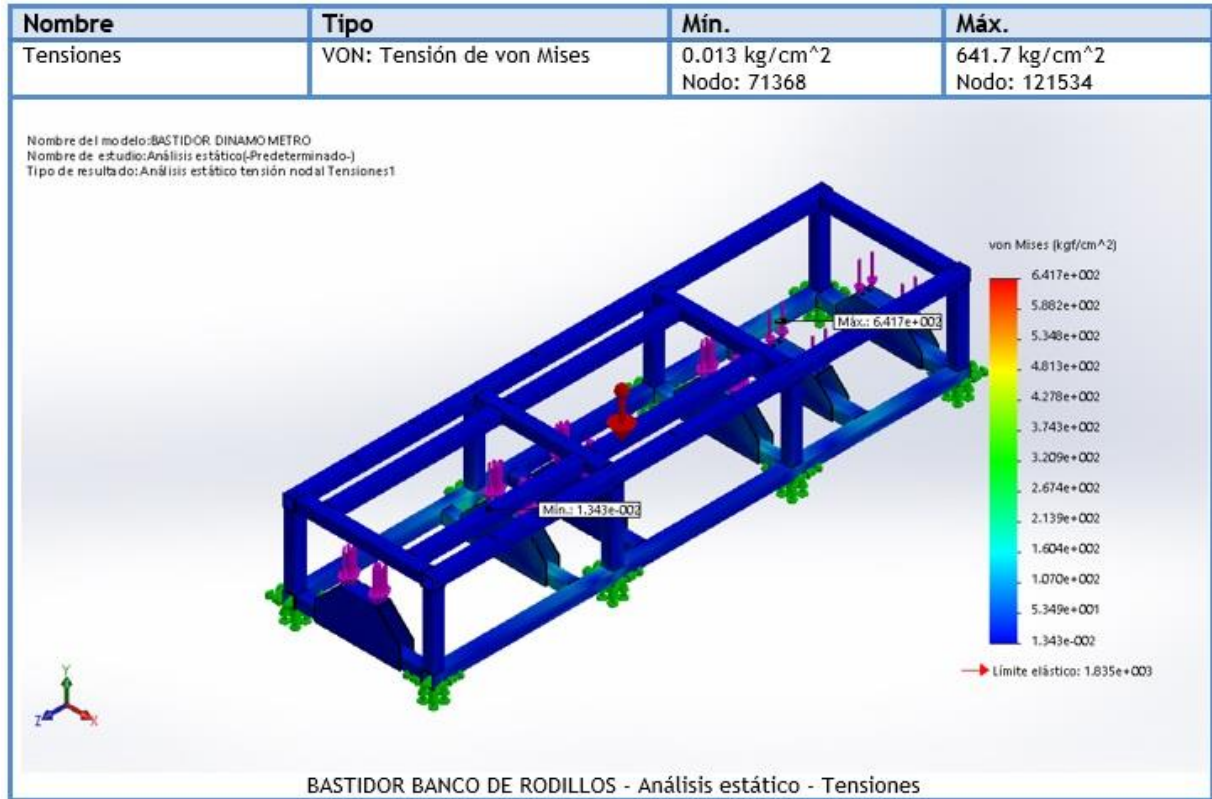 Nombre Tipo Mín. Máx.
Tensiones VON: Tensión de von Mises 0.013 kg/cm^2 641.7 kg/cm^2
Nodo: 71368 Nodo: 121534
Nombre del modelo:BASTIDOR DINAMOMETRO
Nombre de estudio:Análisis estático(-Predeterminado-)
Tipo de resultado:Análisis estático tensión nodal Tensiones1
von Mises (kgf/cm^2)
6.417e+002
5.882e+002
5.348e+002
4.813e+002
4.278e+002
3.743e+002
3.209e+002
2.674e+002
2.139e+002
1.604e+002
1.070e+002
5.349e+001
1.343e-002
Límite elástico: 1.835e+003
Máx.: 6.417e+002
Mín.: 1.343e-002
Y
Z X
BASTIDOR BANCO DE RODILLOS - Análisis estático - Tensiones